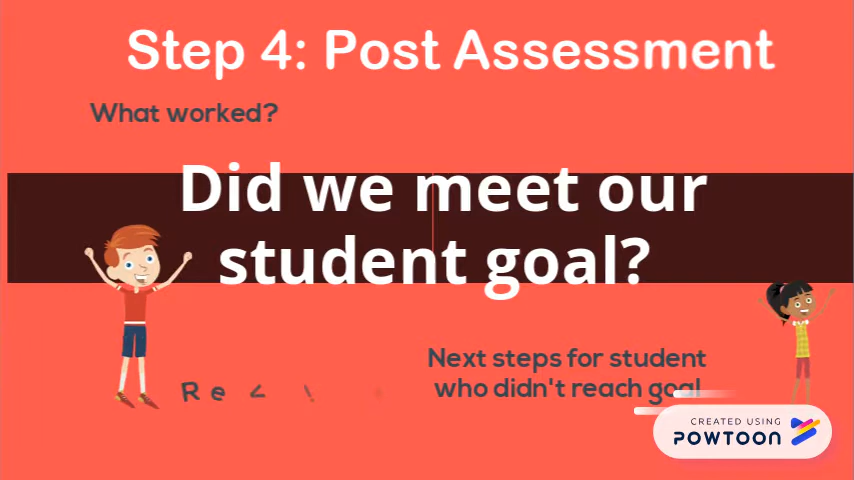 Step 4: Post Assessment
What worked?
Did we meet our
student goal?
Next steps for student
who didn't reach goal
CREATED USING
POWTOON